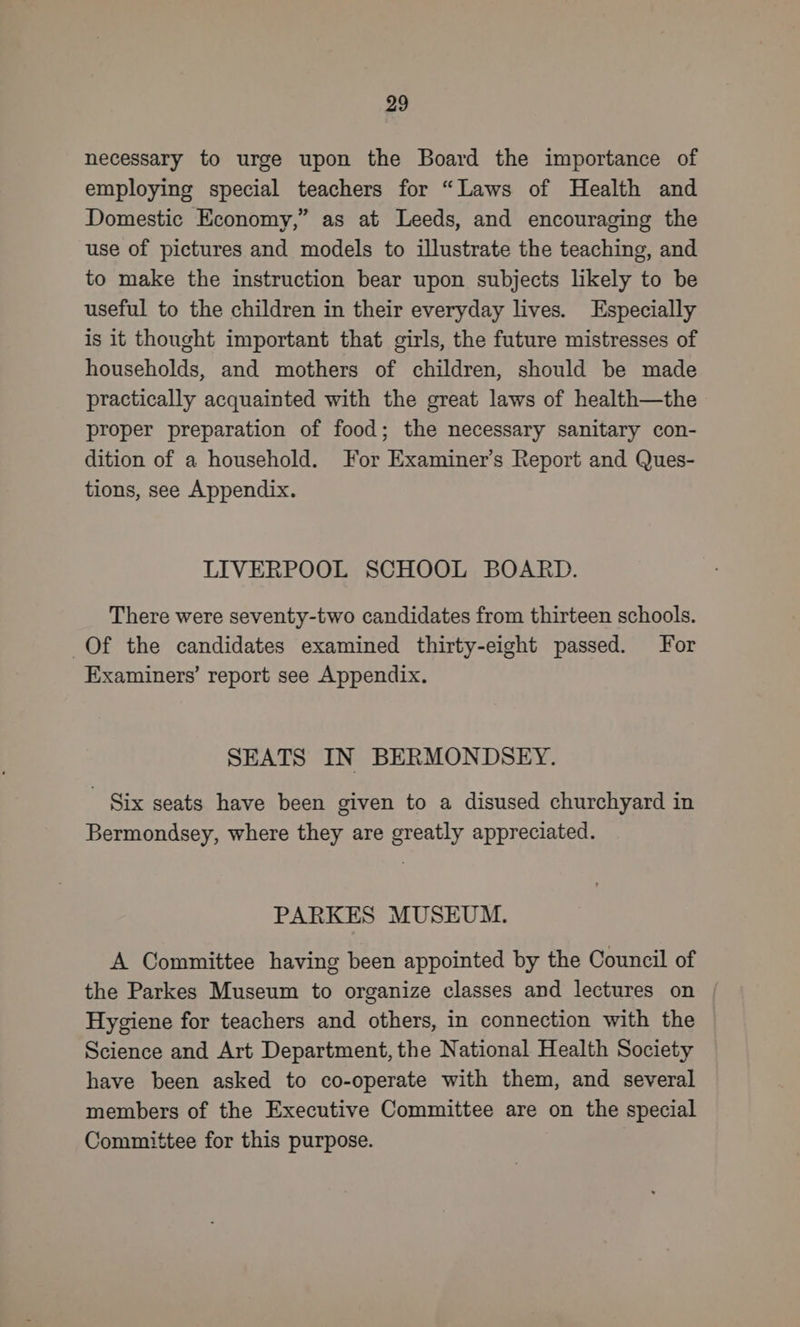 29
necessary to urge upon the Board the importance of
employing special teachers for “Laws of Health and
Domestic Economy,” as at Leeds, and encouraging the
use of pictures and models to illustrate the teaching, and
to make the instruction bear upon subjects likely to be
useful to the children in their everyday lives. Especially
is it thought important that girls, the future mistresses of
households, and mothers of children, should be made
practically acquainted with the great laws of health—the
proper preparation of food; the necessary sanitary con-
dition of a household. For Examiner’s Report and Ques-
tions, see Appendix.
LIVERPOOL SCHOOL BOARD.
There were seventy-two candidates from thirteen schools.
Of the candidates examined thirty-eight passed. For
Examiners’ report see Appendix.
SEATS IN BERMONDSEY.
Six seats have been given to a disused churchyard in
Bermondsey, where they are greatly appreciated.
PARKES MUSEUM.
A Committee having been appointed by the Council of
the Parkes Museum to organize classes and lectures on
Hygiene for teachers and others, in connection with the
Science and Art Department, the National Health Society
have been asked to co-operate with them, and several
members of the Executive Committee are on the special
Committee for this purpose.